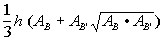 1/3 h (A_B + A_B' √(A_B • A_B'))